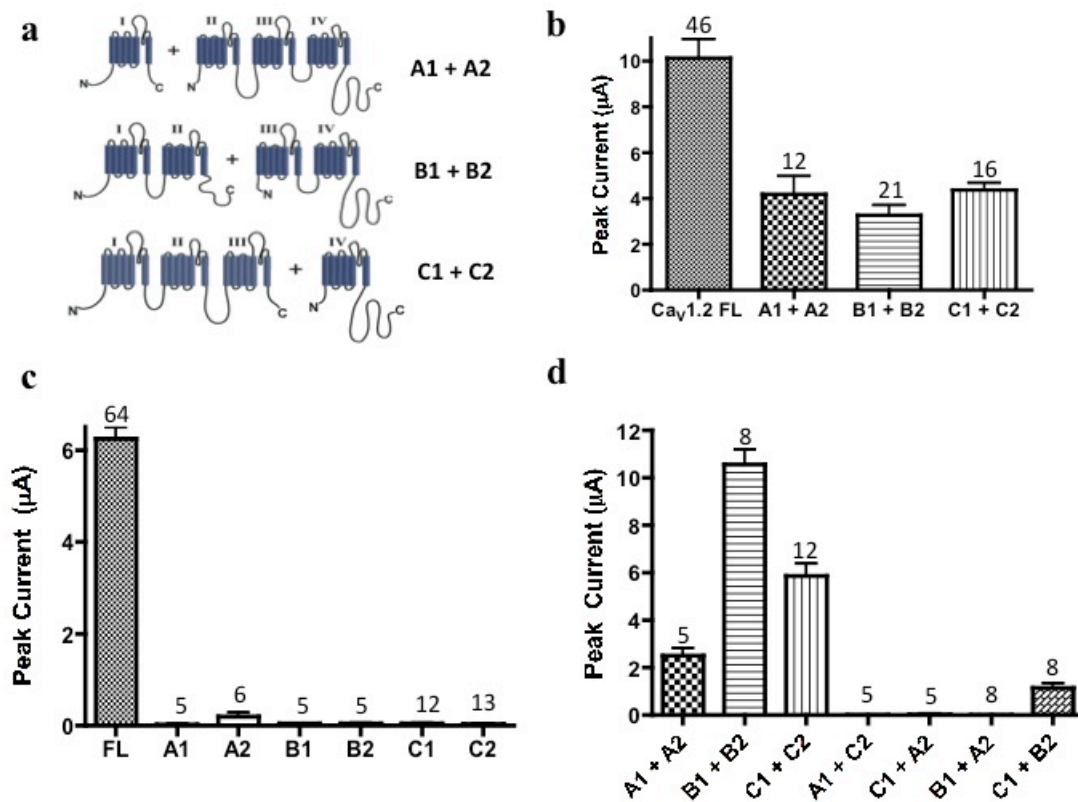 a
I II III IV
+
N C N C
A1 + A2
I II III IV
+
N C N C
B1 + B2
I II III IV
+
N C N C
C1 + C2
b
Peak Current (µA)
10
8
6
4
2
0
46
12
21
16
CaV1.2 FL A1 + A2 B1 + B2 C1 + C2
c
Peak Current (µA)
6
4
2
0
64
5
6
5
5
12
13
FL A1 A2 B1 B2 C1 C2
d
Peak Current (µA)
12
10
8
6
4
2
0
5
8
12
5
5
8
8
A1 + A2
B1 + B2
C1 + C2
A1 + C2
C1 + A2
B1 + A2
C1 + B2